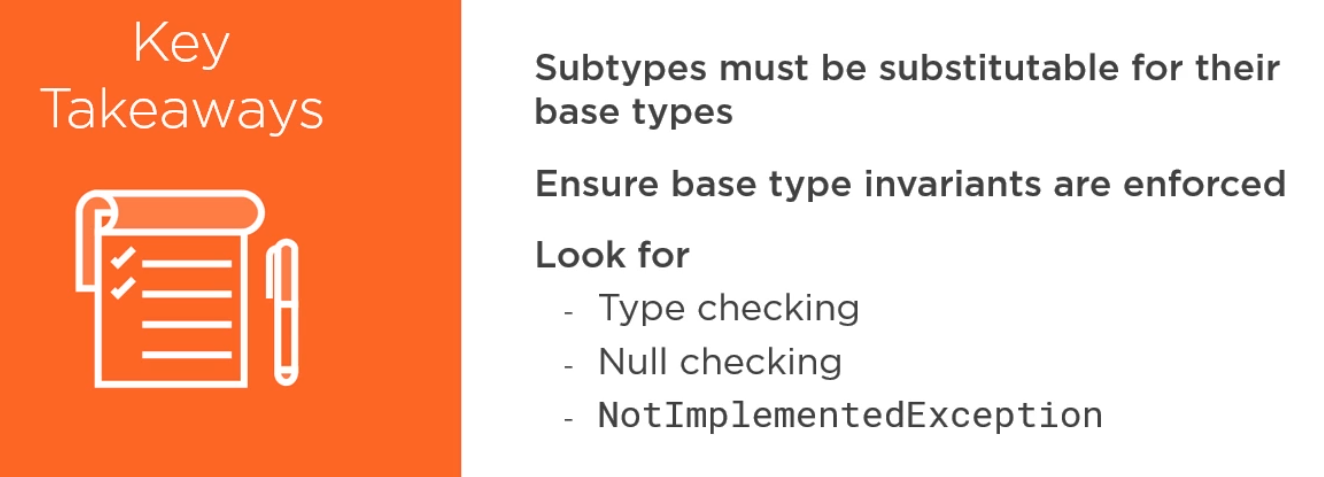 Key
Takeaways
Subtypes must be substitutable for their
base types
Ensure base type invariants are enforced
Look for
- Type checking
- Null checking
- NotImplementedException